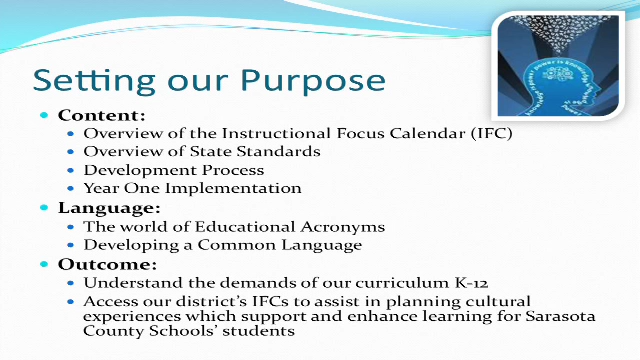 Setting our Purpose
Content:
Overview of the Instructional Focus Calendar (IFC)
Overview of State Standards
Development Process
Year One Implementation
Language:
The world of Educational Acronyms
Developing a Common Language
Outcome:
Understand the demands of our curriculum K-12
Access our district's IFCs to assist in planning cultural
experiences which support and enhance learning for Sarasota
County Schools' students